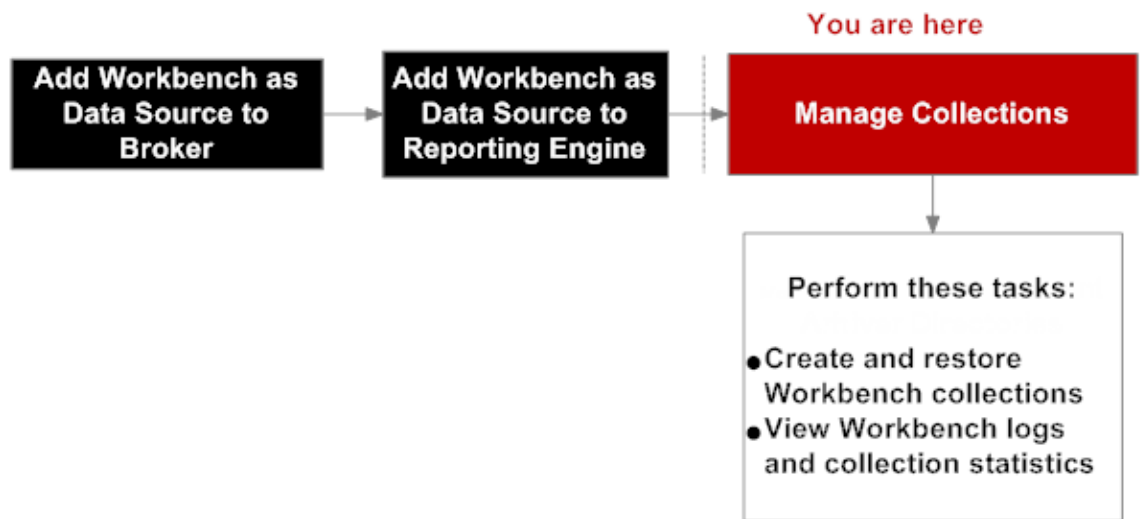 You are here
Add Workbench as
Data Source to
Broker
Add Workbench as
Data Source to
Reporting Engine
Manage Collections
Perform these tasks:
●Create and restore
Workbench collections
●View Workbench logs
and collection statistics